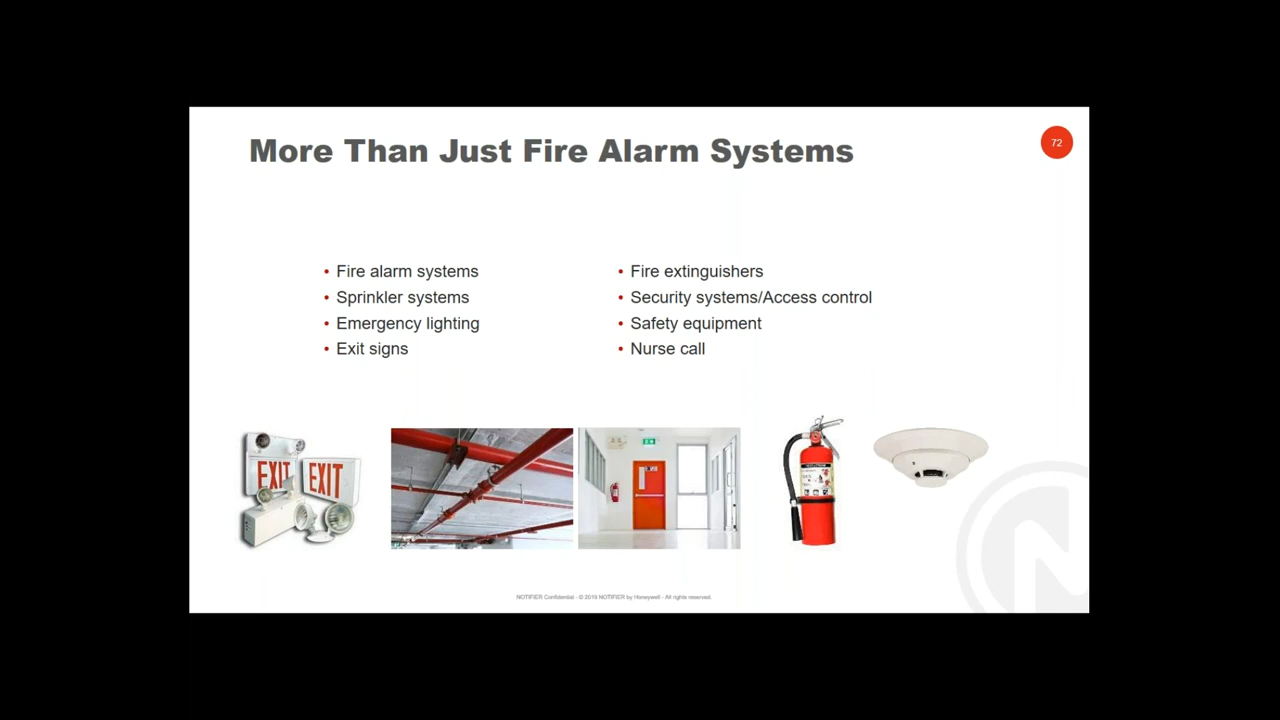 More Than Just Fire Alarm Systems
72
• Fire alarm systems
• Sprinkler systems
• Emergency lighting
• Exit signs
• Fire extinguishers
• Security systems/Access control
• Safety equipment
• Nurse call
EXIT
EXIT
NOTIFIER Confidential - © 2019 NOTIFIER by Honeywell - All rights reserved.